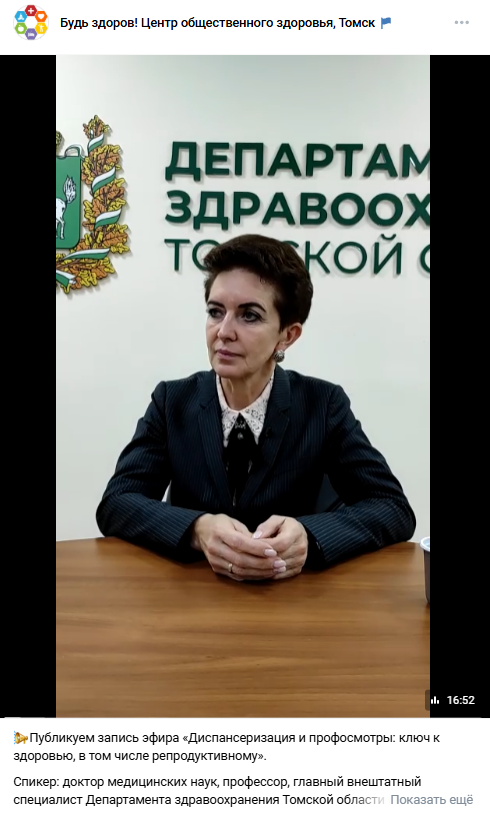 Будь здоров! Центр общественного здоровья, Томск
ДЕПАРТАМ
ЗДРАВООХ
ТОМСКОЙ О
16:52
Публикуем запись эфира «Диспансеризация и профосмотры: ключ к
здоровью, в том числе репродуктивному».
Спикер: доктор медицинских наук, профессор, главный внештатный
специалист Департамента здравоохранения Томской области Показать ещё